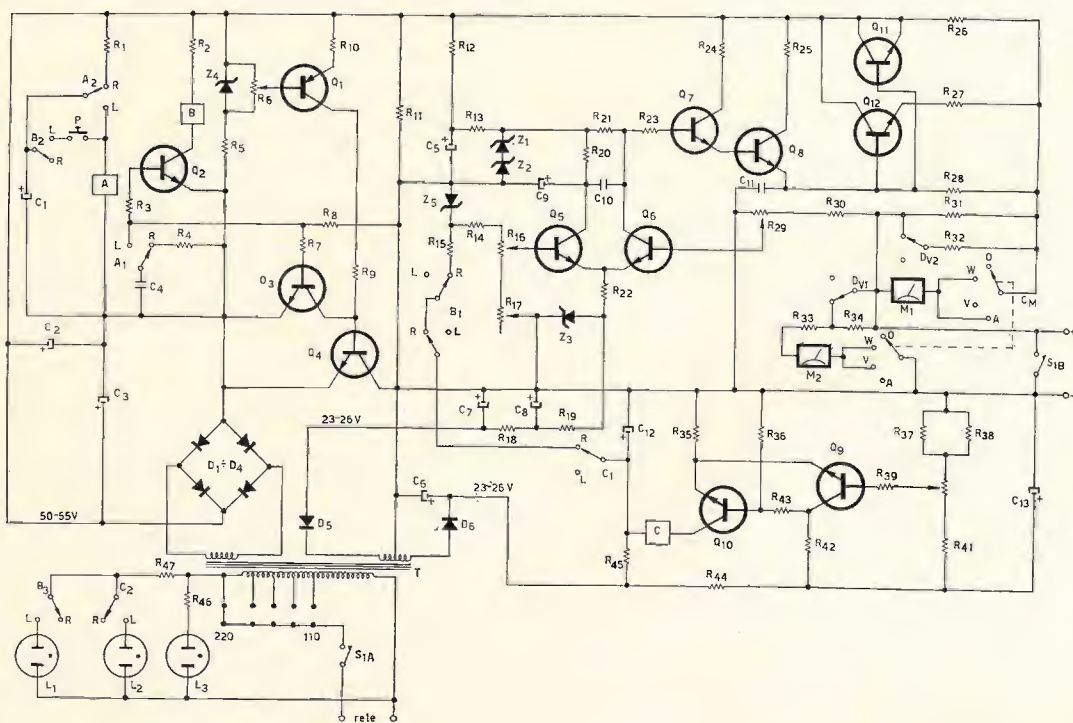 R1
R2
R10
R12
R24
R25
Q11
R26
A2
R
L
Z4
R6
Q1
Q7
Q12
R27
B
R11
R13
R21
R23
Z1
Z2
R20
Q8
B2
L
P
R
R5
C5
A
Q2
C9
C10
C11
R28
C1
R3
Z5
Q5
Q6
R29
R30
R31
R8
R14
R16
R15
R32
DV2
L
R
R4
A1
R7
R9
L
R
B1
R22
DV1
M1
W
O
V
A
CM
C4
Q3
R
L
R17
Z3
R33
R34
M2
W
O
V
A
S1B
C2
Q4
C3
C7
C8
R19
R18
23-26V
C12
R35
R36
Q9
R37
R38
R39
D1÷D4
R
L
C1
C6
23-26V
R43
C13
50-55V
D5
D6
C
Q10
R42
R41
R45
R44
T
R47
B3
C2
L
R
R
L
R46
220
110
S1A
L1
L2
L3
rete